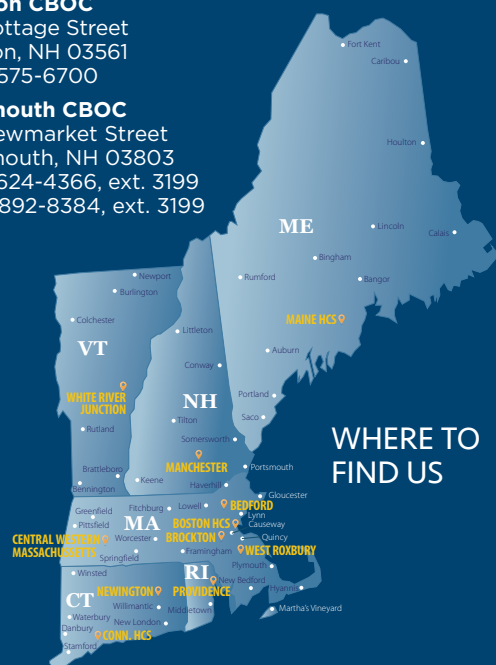 on CBOC
ottage Street
on, NH 03561
575-6700
mouth CBOC
ewmarket Street
mouth, NH 03803
624-4366, ext. 3199
892-8384, ext. 3199
Fort Kent
Caribou
Houlton
ME
Lincoln
Calais
Bingham
Newport
Rumford
Bangor
Burlington
Colchester
MAINE HCS
Littleton
VT
Auburn
Conway
WHITE RIVER
JUNCTION
Portland
NH
Saco
Tilton
Rutland
Somersworth
WHERE TO
FIND US
MANCHESTER
Portsmouth
Brattleboro
Keene
Haverhill
Bennington
Gloucester
Fitchburg
Lowell
BEDFORD
Greenfield
Lynn
MA
BOSTON HCS
Causeway
Pittsfield
BROCKTON
Quincy
CENTRAL WESTERN
MASSACHUSETTS
Worcester
Framingham
WEST ROXBURY
Springfield
Plymouth
Winsted
RI
New Bedford
NEWINGTON
PROVIDENCE
Hyannis
CT
Willimantic
Middletown
Martha's Vineyard
Waterbury
New London
Danbury
CONN. HCS
Stamford